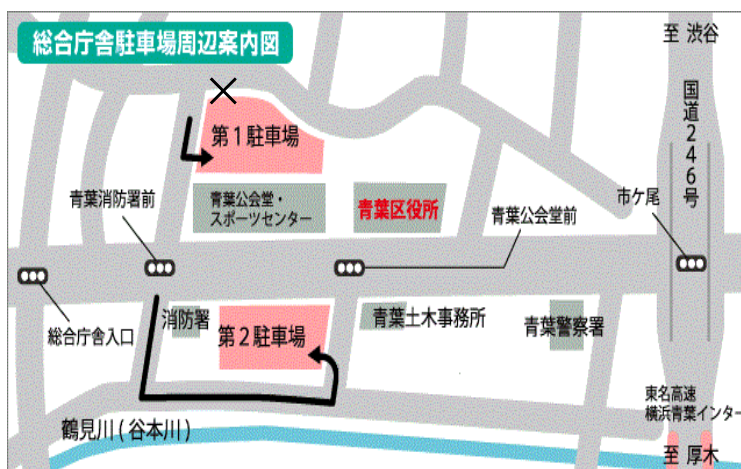 総合庁舎駐車場周辺案内図
至 渋谷
国道246号
第1駐車場
青葉消防署前
青葉公会堂・
スポーツセンター
青葉区役所
青葉公会堂前
市ケ尾
総合庁舎入口
消防署
第2駐車場
青葉土木事務所
青葉警察署
東名高速
横浜青葉インター
鶴見川(谷本川)
至 厚木